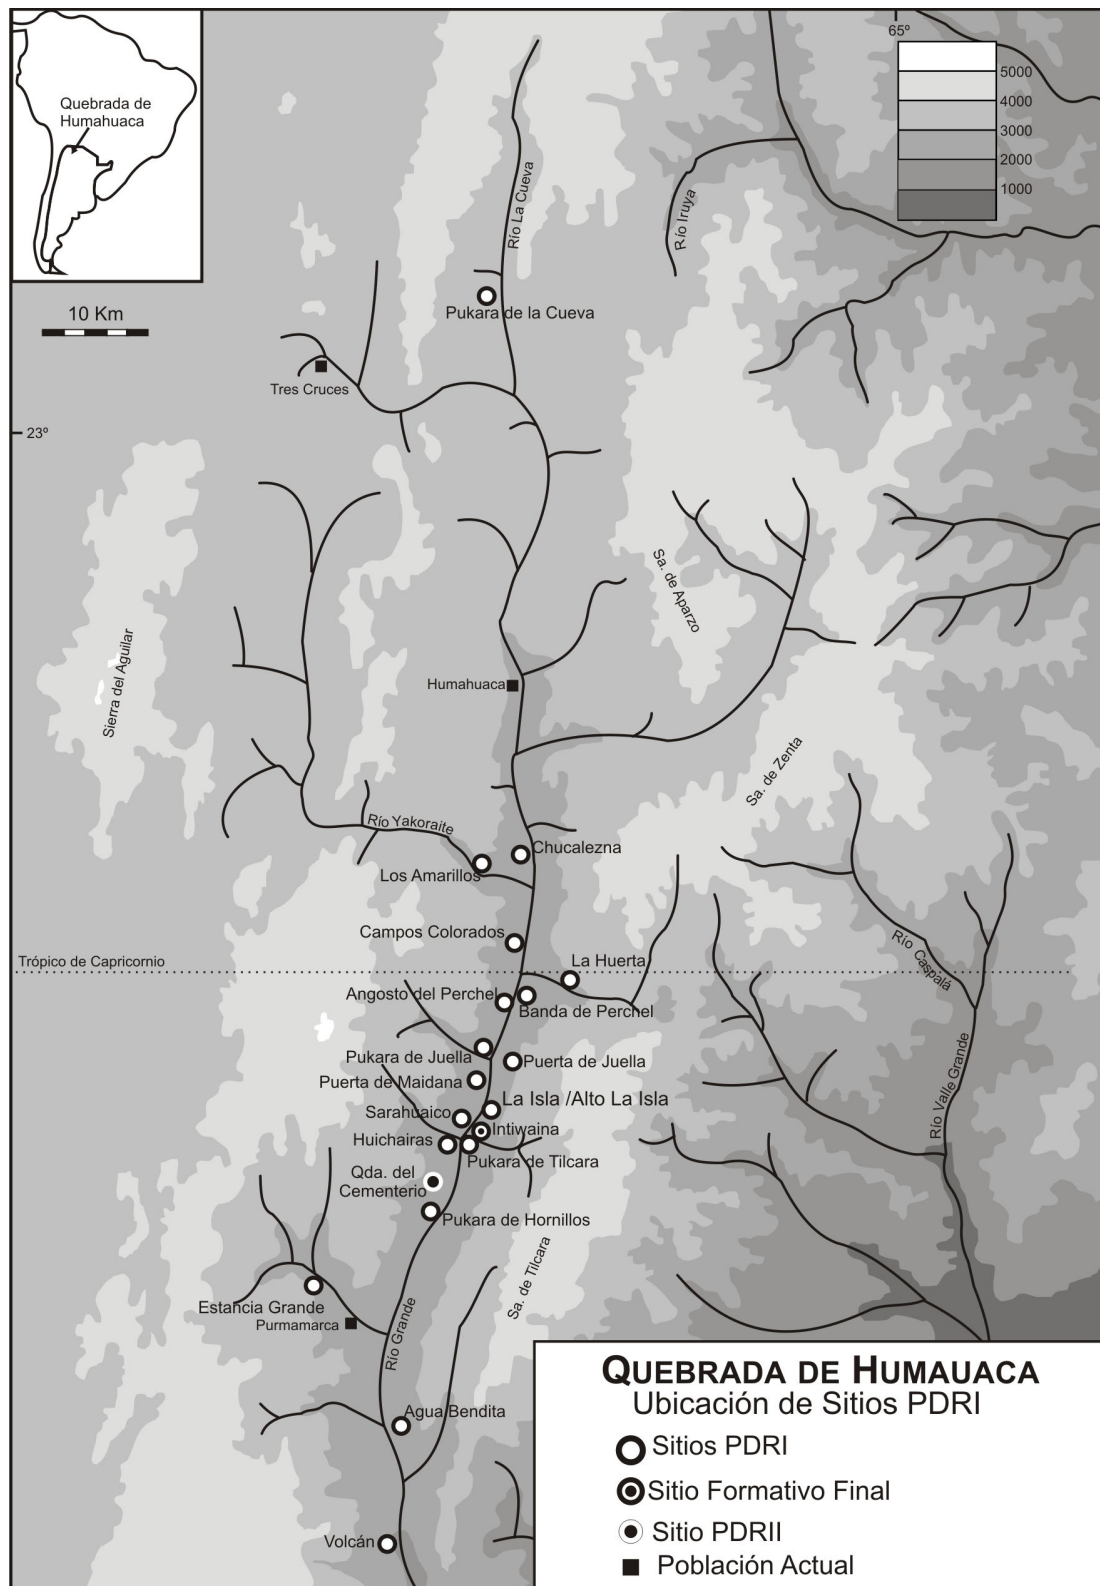 65º
Quebrada de
Humahuaca
5000
4000
3000
2000
1000
Río La Cueva
Río Iruya
10 Km
Pukara de la Cueva
Tres Cruces
23º
Sa. de Aparzo
Sierra del Aguilar
Humahuaca
Sa. de Zenta
Río Yakoraite
Chucalezna
Los Amarillos
Campos Colorados
Río Caspalá
Trópico de Capricornio
La Huerta
Angosto del Perchel
Banda de Perchel
Pukara de Juella
Puerta de Juella
Puerta de Maidana
Río Valle Grande
La Isla /Alto La Isla
Sarahuaico
Intiwaina
Huichairas
Pukara de Tilcara
Qda. del
Cementerio
Pukara de Hornillos
Sa. de Tilcara
Estancia Grande
Purmamarca
Río Grande
Agua Bendita
Volcán
QUEBRADA DE HUMAUACA
Ubicación de Sitios PDRI
Sitios PDRI
Sitio Formativo Final
Sitio PDRII
Población Actual